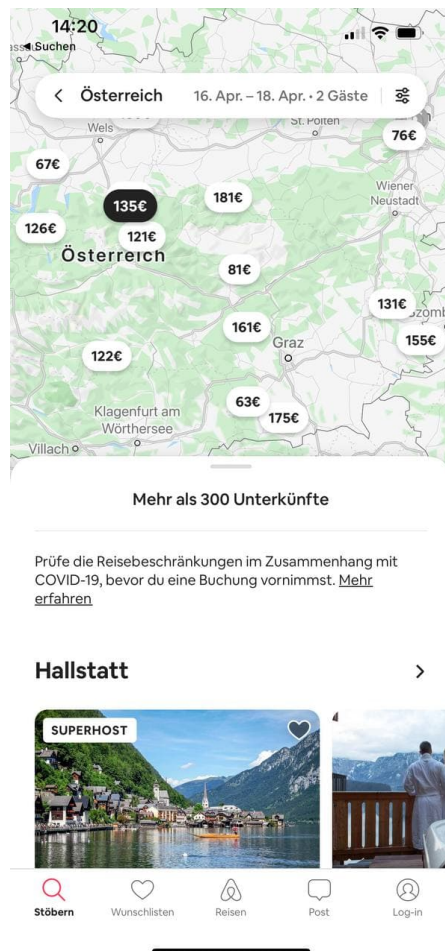 14:20
Suchen
Österreich 16. Apr. – 18. Apr. • 2 Gäste
Wels
St. Pölten
76€
67€
Wiener
Neustadt
135€
181€
126€
121€
Österreich
81€
131€
161€
155€
Graz
122€
63€
Klagenfurt am
Wörthersee
175€
Villach
Mehr als 300 Unterkünfte
Prüfe die Reisebeschränkungen im Zusammenhang mit
COVID-19, bevor du eine Buchung vornimmst. Mehr
erfahren
Hallstatt
SUPERHOST
Stöbern Wunschlisten Reisen Post Log-in